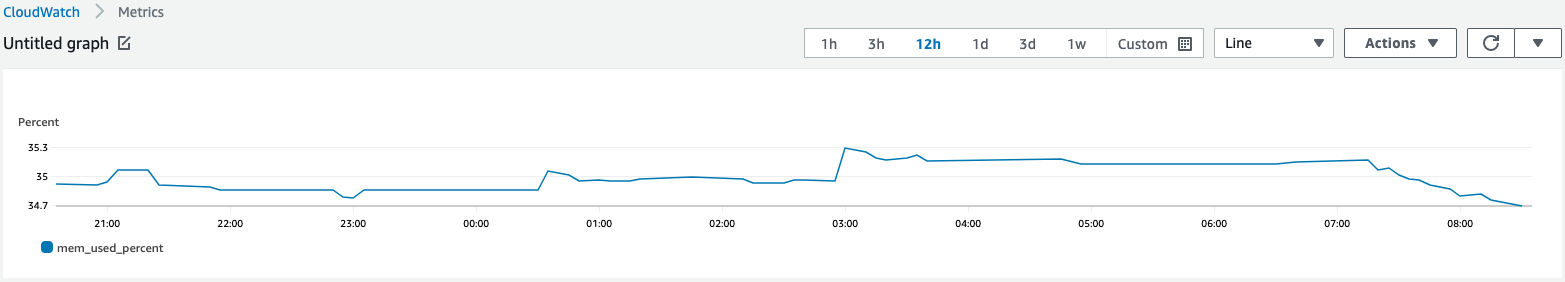 CloudWatch > Metrics
Untitled graph
1h 3h 12h 1d 3d 1w Custom Line Actions
Percent
35.3
35
34.7
21:00 22:00 23:00 00:00 01:00 02:00 03:00 04:00 05:00 06:00 07:00 08:00
mem_used_percent